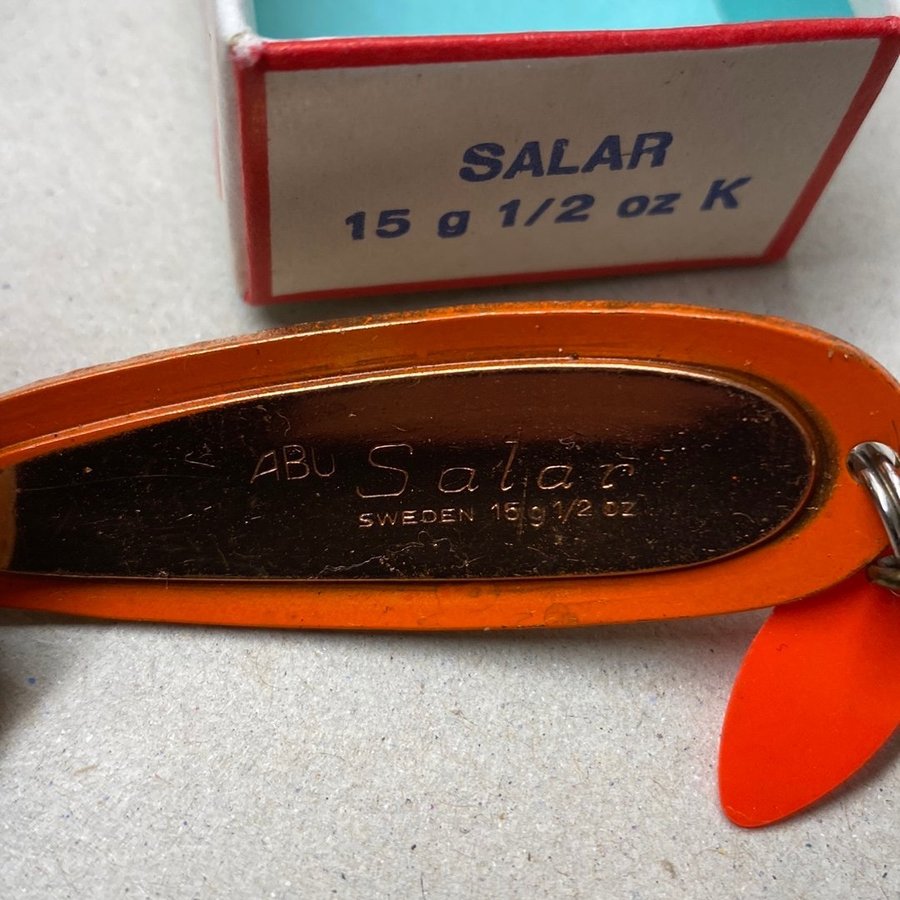 SALAR
15 g 1/2 oz K
ABU Salar
SWEDEN 15 g 1/2 oz